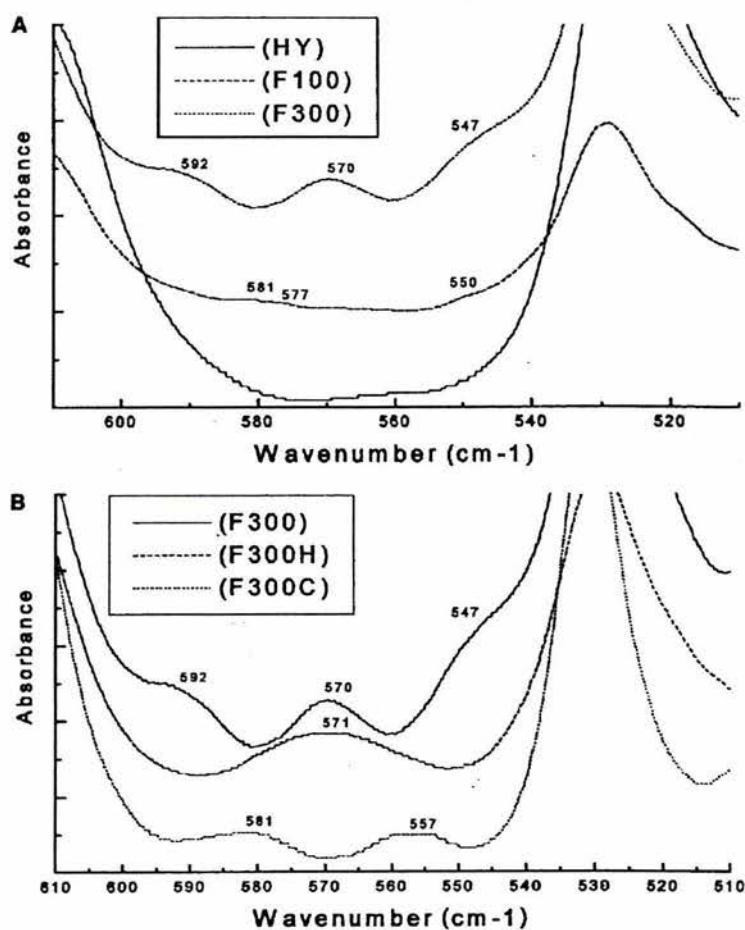 A
(HY)
(F100)
(F300)
592
570
547
581
577
550
Absorbance
600 580 560 540 520
Wavenumber (cm-1)
B
(F300)
(F300H)
(F300C)
592
570
547
571
581
557
Absorbance
610 600 590 580 570 560 550 540 530 520 510
Wavenumber (cm-1)